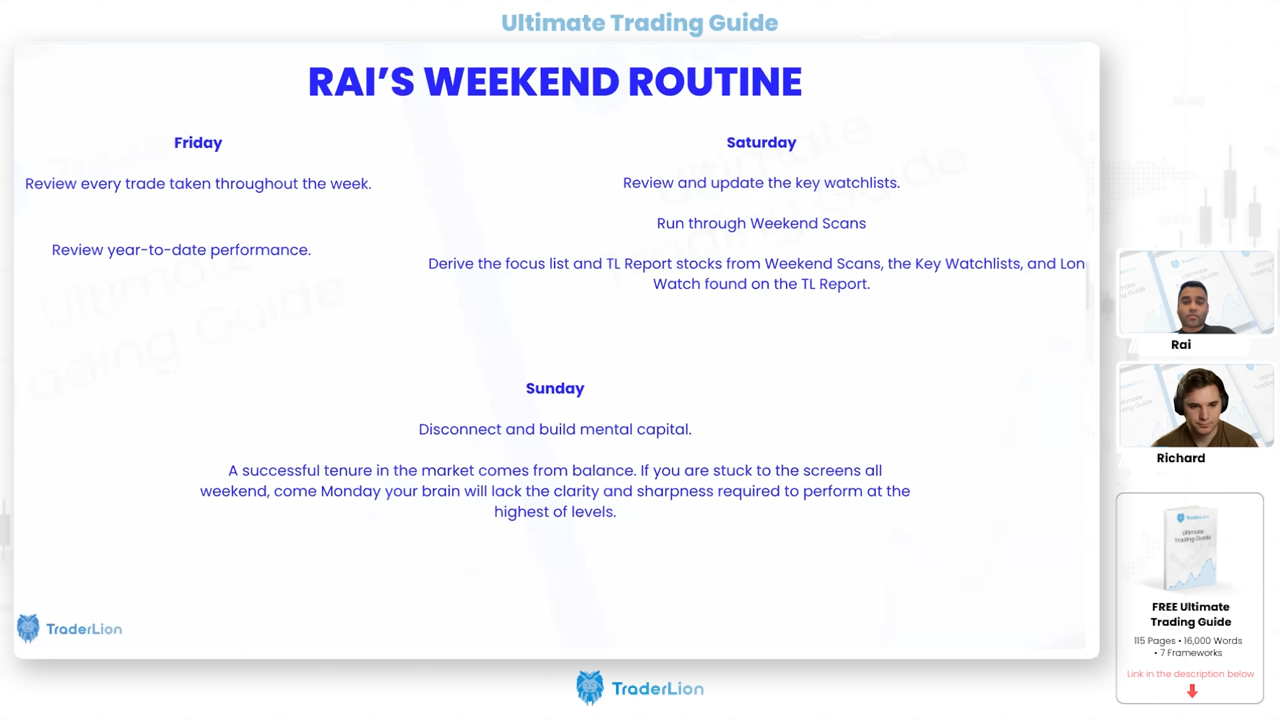 Ultimate Trading Guide
RAI’S WEEKEND ROUTINE
Friday
Review every trade taken throughout the week.
Review year-to-date performance.
Saturday
Review and update the key watchlists.
Run through Weekend Scans
Derive the focus list and TL Report stocks from Weekend Scans, the Key Watchlists, and Lon
Watch found on the TL Report.
Sunday
Disconnect and build mental capital.
A successful tenure in the market comes from balance. If you are stuck to the screens all
weekend, come Monday your brain will lack the clarity and sharpness required to perform at the
highest of levels.
TraderLion
TraderLion
Rai
Richard
TraderLion
Ultimate
Trading Guide
FREE Ultimate
Trading Guide
115 Pages • 16,000 Words
• 7 Frameworks
Link in the description below